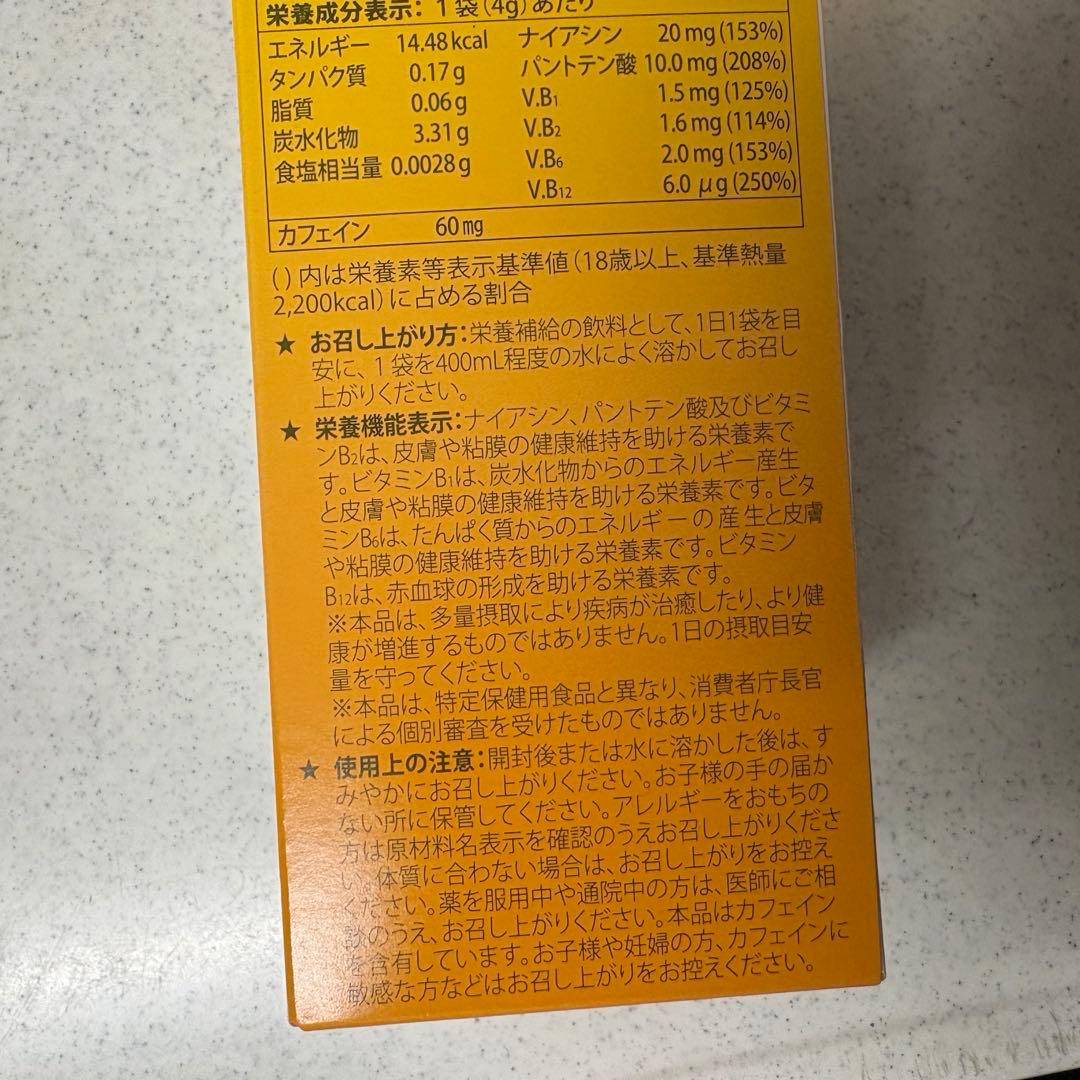 栄養成分表示：1袋(4g)あたり
エネルギー 14.48kcal ナイアシン 20mg(153%)
タンパク質 0.17g パントテン酸 10.0mg(208%)
脂質 0.06g V.B1 1.5mg(125%)
炭水化物 3.31g V.B2 1.6mg(114%)
食塩相当量 0.0028g V.B6 2.0mg(153%)
V.B12 6.0μg(250%)
カフェイン 60mg
()内は栄養素等表示基準値(18歳以上、基準熱量
2,200kcal)に占める割合
★ お召し上がり方：栄養補給の飲料として、1日1袋を目
安に、1袋を400mL程度の水によく溶かしてお召し
上がりください。
★ 栄養機能表示：ナイアシン、パントテン酸及びビタミ
ンB2は、皮膚や粘膜の健康維持を助ける栄養素で
す。ビタミンB1は、炭水化物からのエネルギー産生
と皮膚や粘膜の健康維持を助ける栄養素です。ビタ
ミンB6は、たんぱく質からのエネルギーの産生と皮膚
や粘膜の健康維持を助ける栄養素です。ビタミン
B12は、赤血球の形成を助ける栄養素です。
※本品は、多量摂取により疾病が治癒したり、より健
康が増進するものではありません。1日の摂取目安
量を守ってください。
※本品は、特定保健用食品と異なり、消費者庁長官
による個別審査を受けたものではありません。
★ 使用上の注意：開封後または水に溶かした後は、す
みやかにお召し上がりください。お子様の手の届か
ない所に保管してください。アレルギーをおもちの
方は原材料名表示を確認のうえお召し上がりくださ
い。体質に合わない場合は、お召し上がりをお控え
ください。薬を服用中や通院中の方は、医師にご相
談のうえ、お召し上がりください。本品はカフェイン
を含有しています。お子様や妊婦の方、カフェインに
敏感な方などはお召し上がりをお控えください。